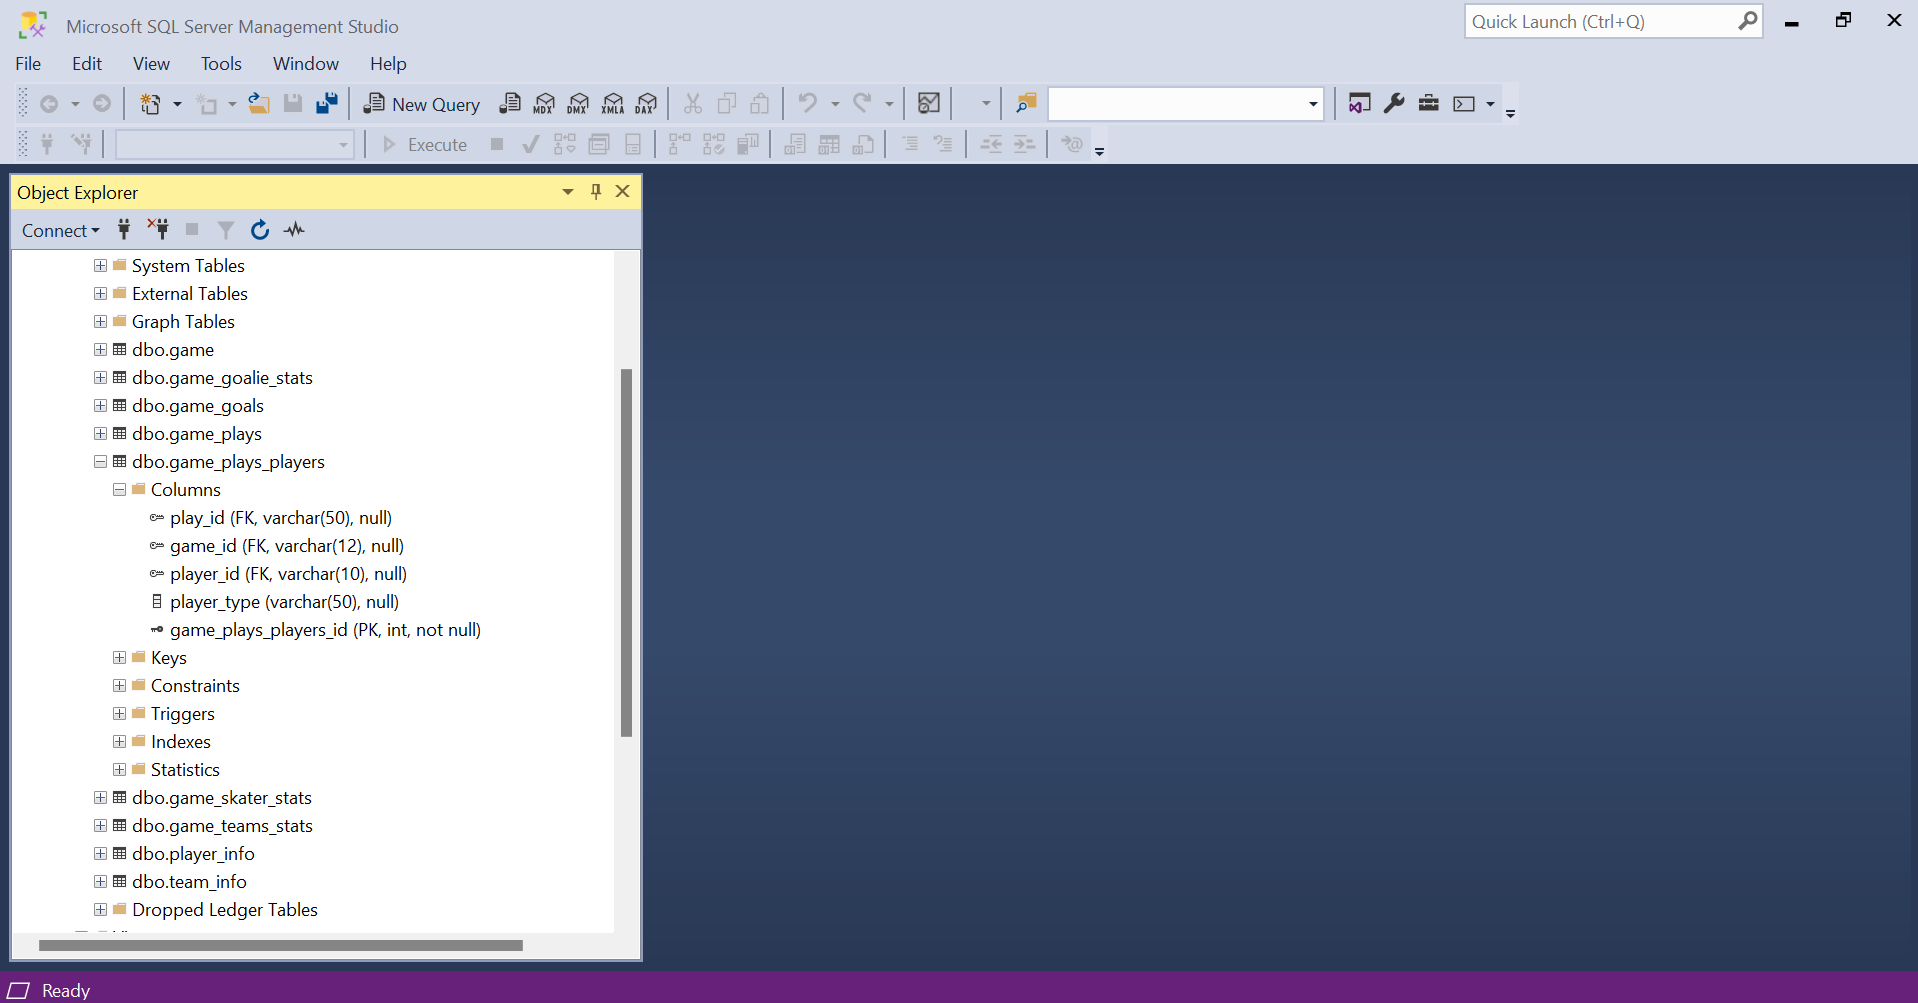 Microsoft SQL Server Management Studio
Quick Launch (Ctrl+Q)
File Edit View Tools Window Help
New Query MDX DMX XMLA DAX
Execute
Object Explorer
Connect
System Tables
External Tables
Graph Tables
dbo.game
dbo.game_goalie_stats
dbo.game_goals
dbo.game_plays
dbo.game_plays_players
Columns
play_id (FK, varchar(50), null)
game_id (FK, varchar(12), null)
player_id (FK, varchar(10), null)
player_type (varchar(50), null)
game_plays_players_id (PK, int, not null)
Keys
Constraints
Triggers
Indexes
Statistics
dbo.game_skater_stats
dbo.game_teams_stats
dbo.player_info
dbo.team_info
Dropped Ledger Tables
Ready